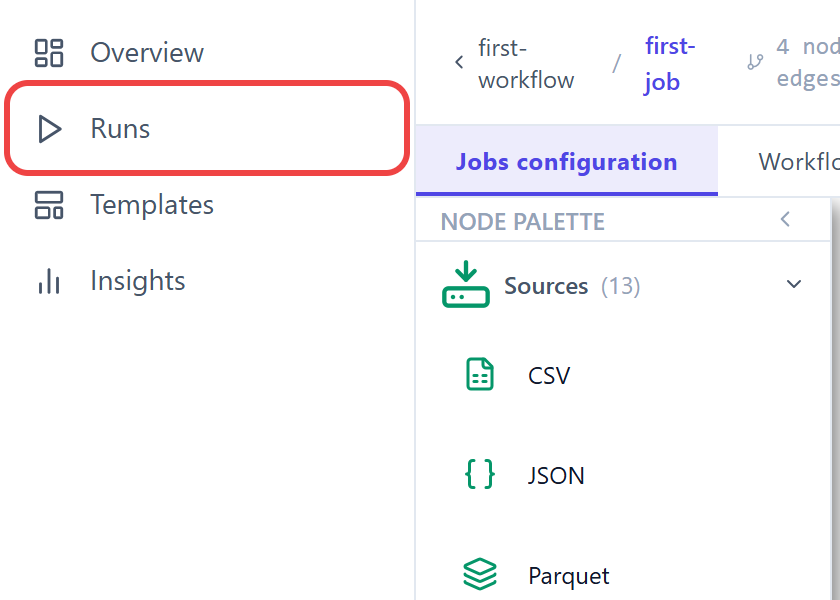 Overview
Runs
Templates
Insights
first-
workflow
/
first-
job
4
Jobs configuration
NODE PALETTE
Sources (13)
CSV
JSON
Parquet